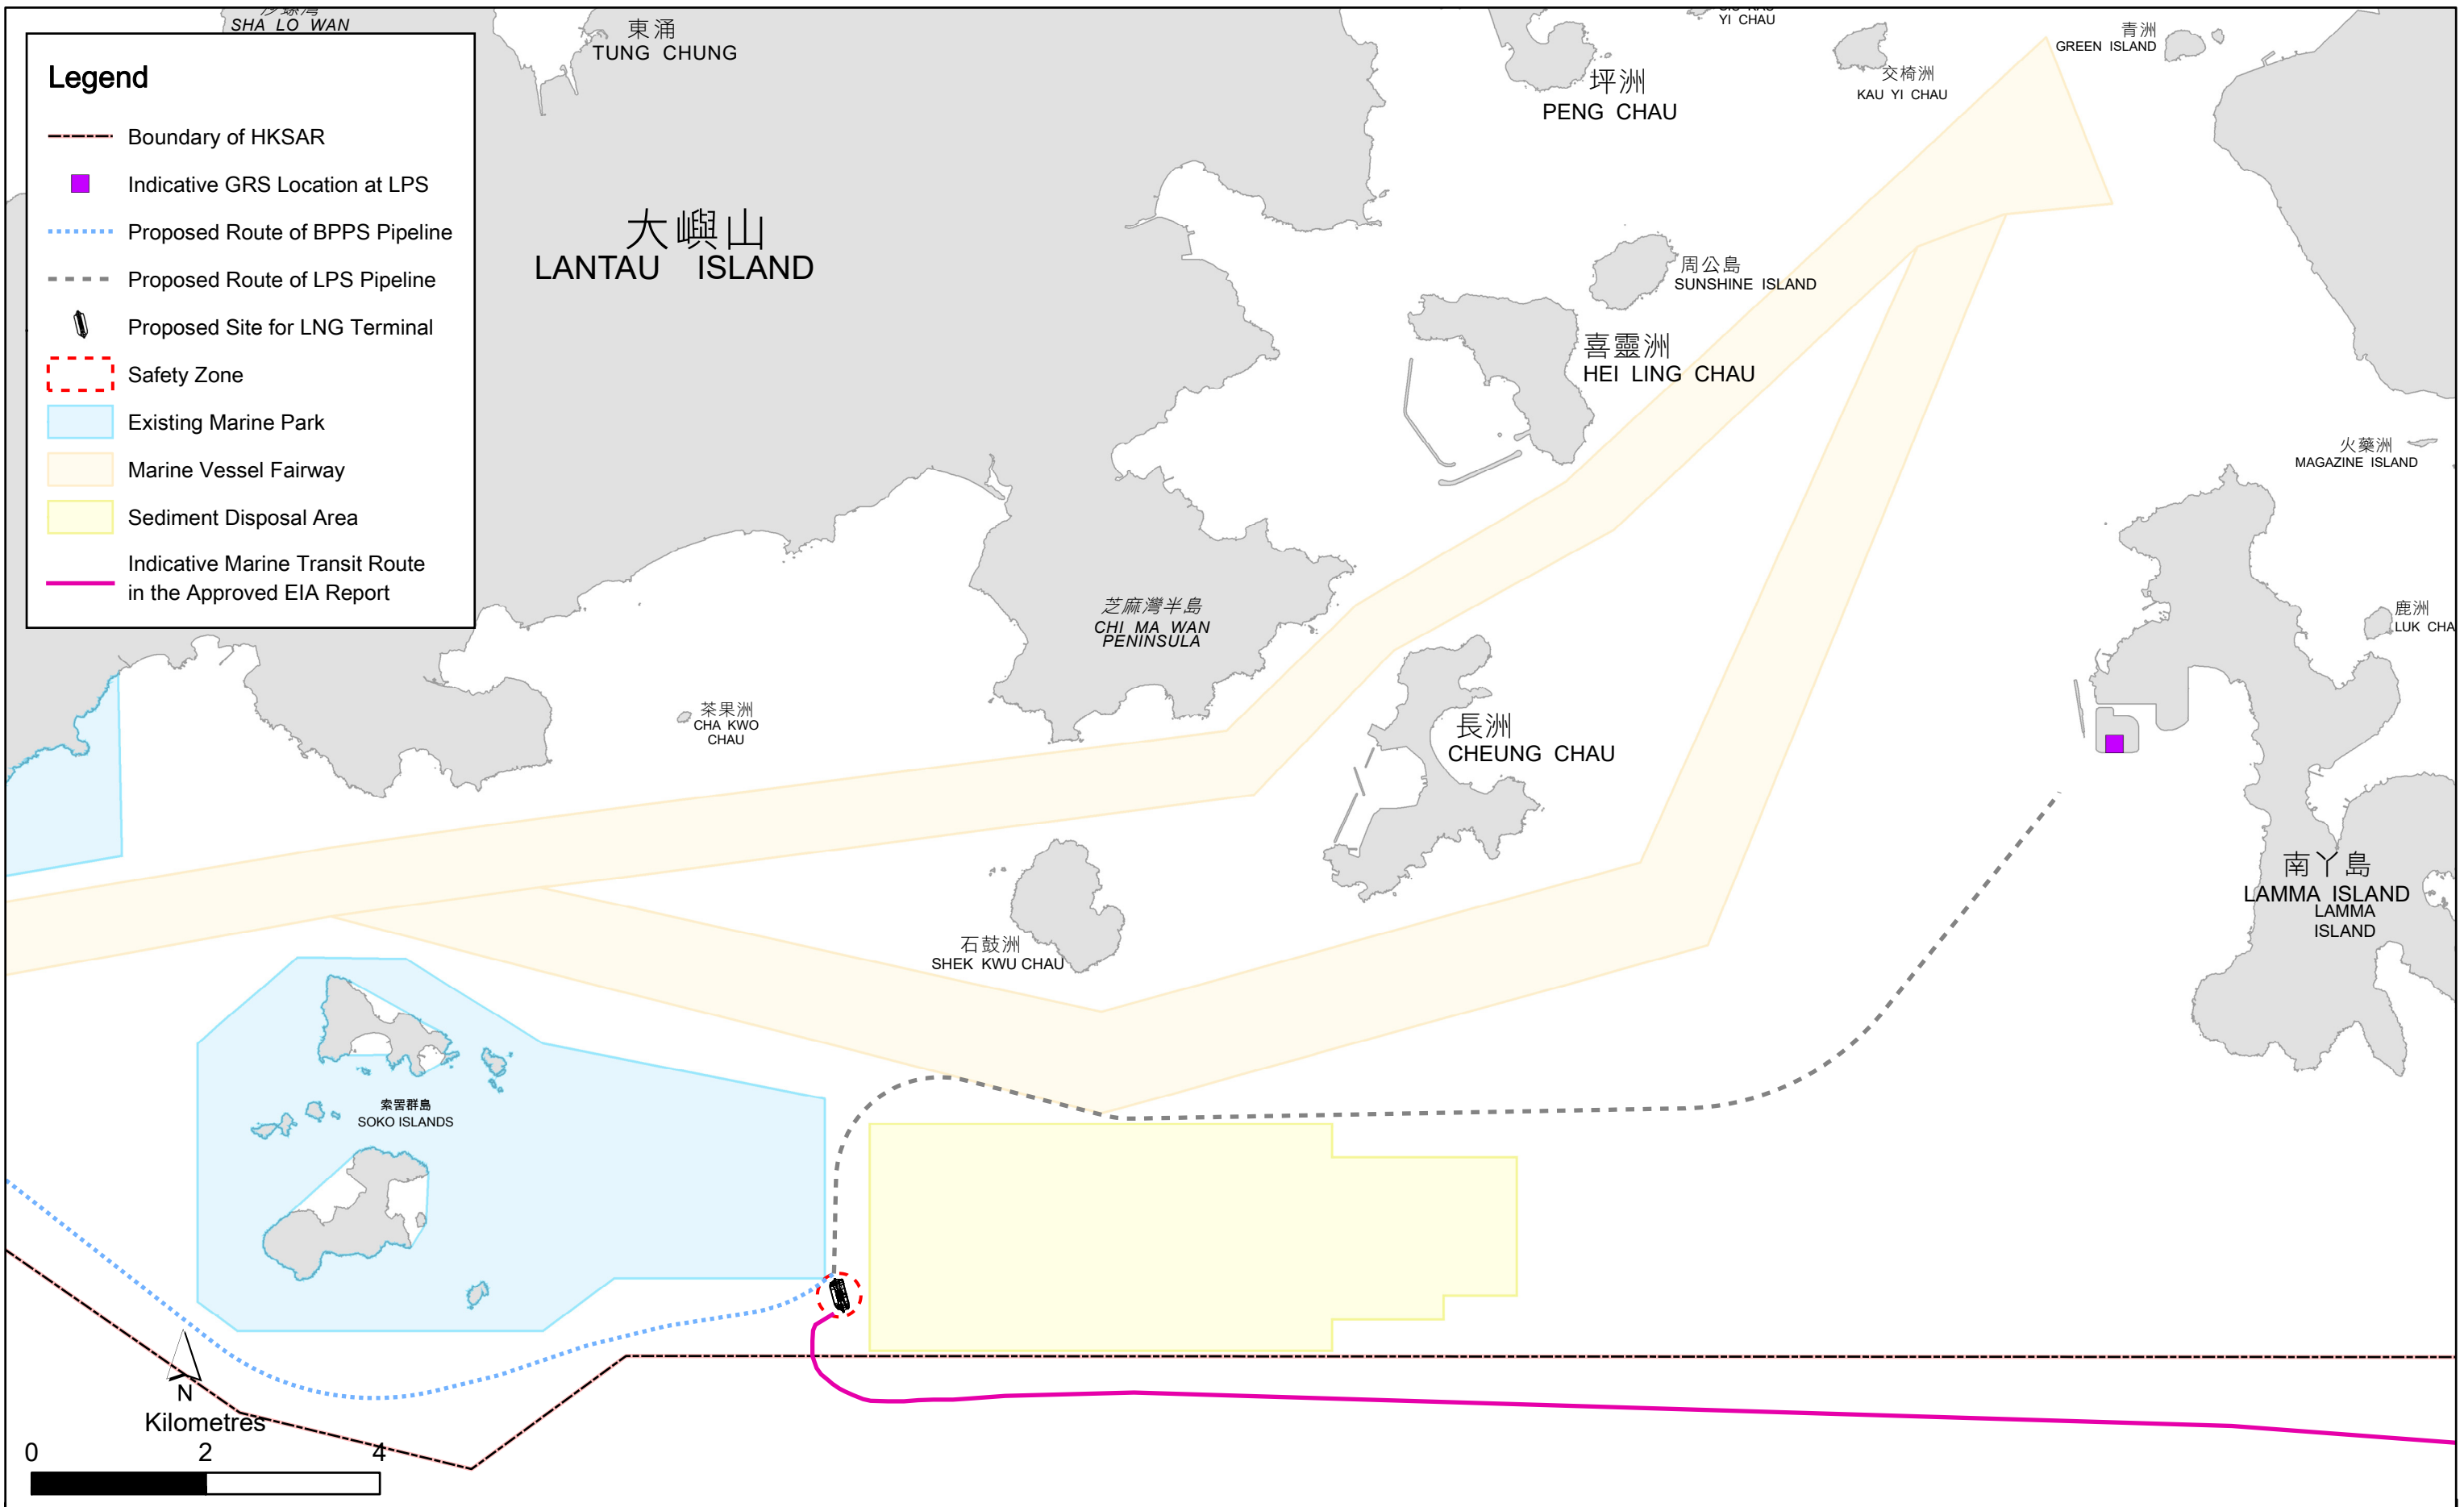 SHA LO WAN
東涌
TUNG CHUNG
YI CHAU
青洲
GREEN ISLAND
坪洲
PENG CHAU
交椅洲
KAU YI CHAU
Legend
Boundary of HKSAR
Indicative GRS Location at LPS
Proposed Route of BPPS Pipeline
Proposed Route of LPS Pipeline
Proposed Site for LNG Terminal
Safety Zone
Existing Marine Park
Marine Vessel Fairway
Sediment Disposal Area
Indicative Marine Transit Route
in the Approved EIA Report
大嶼山
LANTAU ISLAND
周公島
SUNSHINE ISLAND
喜靈洲
HEI LING CHAU
火藥洲
MAGAZINE ISLAND
芝麻灣半島
CHI MA WAN
PENINSULA
鹿洲
LUK CHA
茶果洲
CHA KWO
CHAU
長洲
CHEUNG CHAU
南丫島
LAMMA ISLAND
LAMMA
ISLAND
石鼓洲
SHEK KWU CHAU
索罟群島
SOKO ISLANDS
N
Kilometres
0 2 4